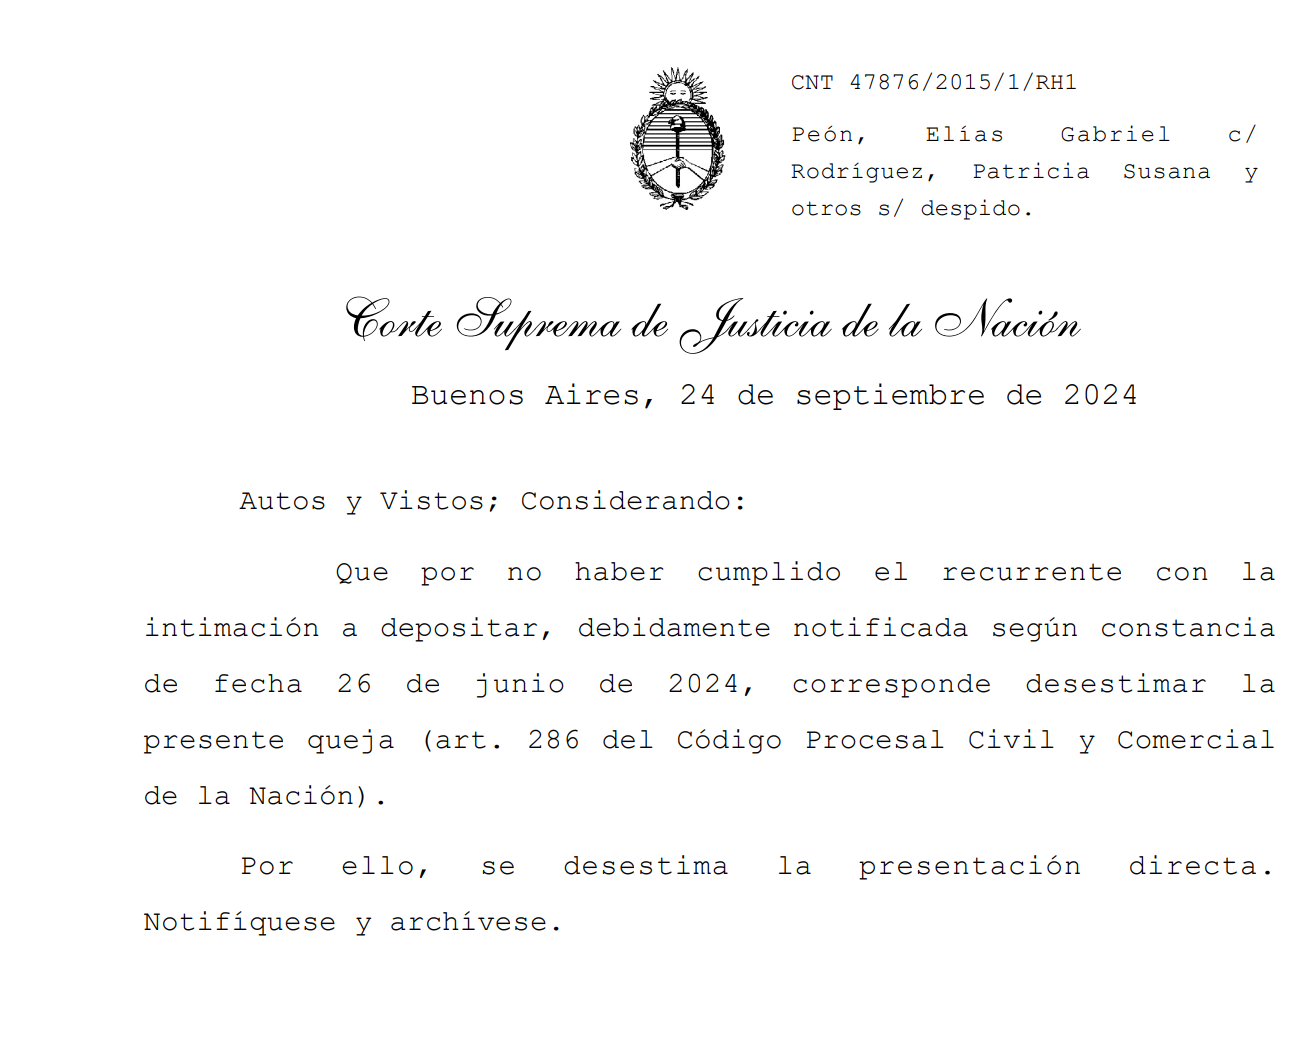 CNT 47876/2015/1/RH1
Peón, Elías Gabriel c/
Rodríguez, Patricia Susana y
otros s/ despido.
Corte Suprema de Justicia de la Nación
Buenos Aires, 24 de septiembre de 2024
Autos y Vistos; Considerando:
Que por no haber cumplido el recurrente con la
intimación a depositar, debidamente notificada según constancia
de fecha 26 de junio de 2024, corresponde desestimar la
presente queja (art. 286 del Código Procesal Civil y Comercial
de la Nación).
Por ello, se desestima la presentación directa.
Notifíquese y archívese.